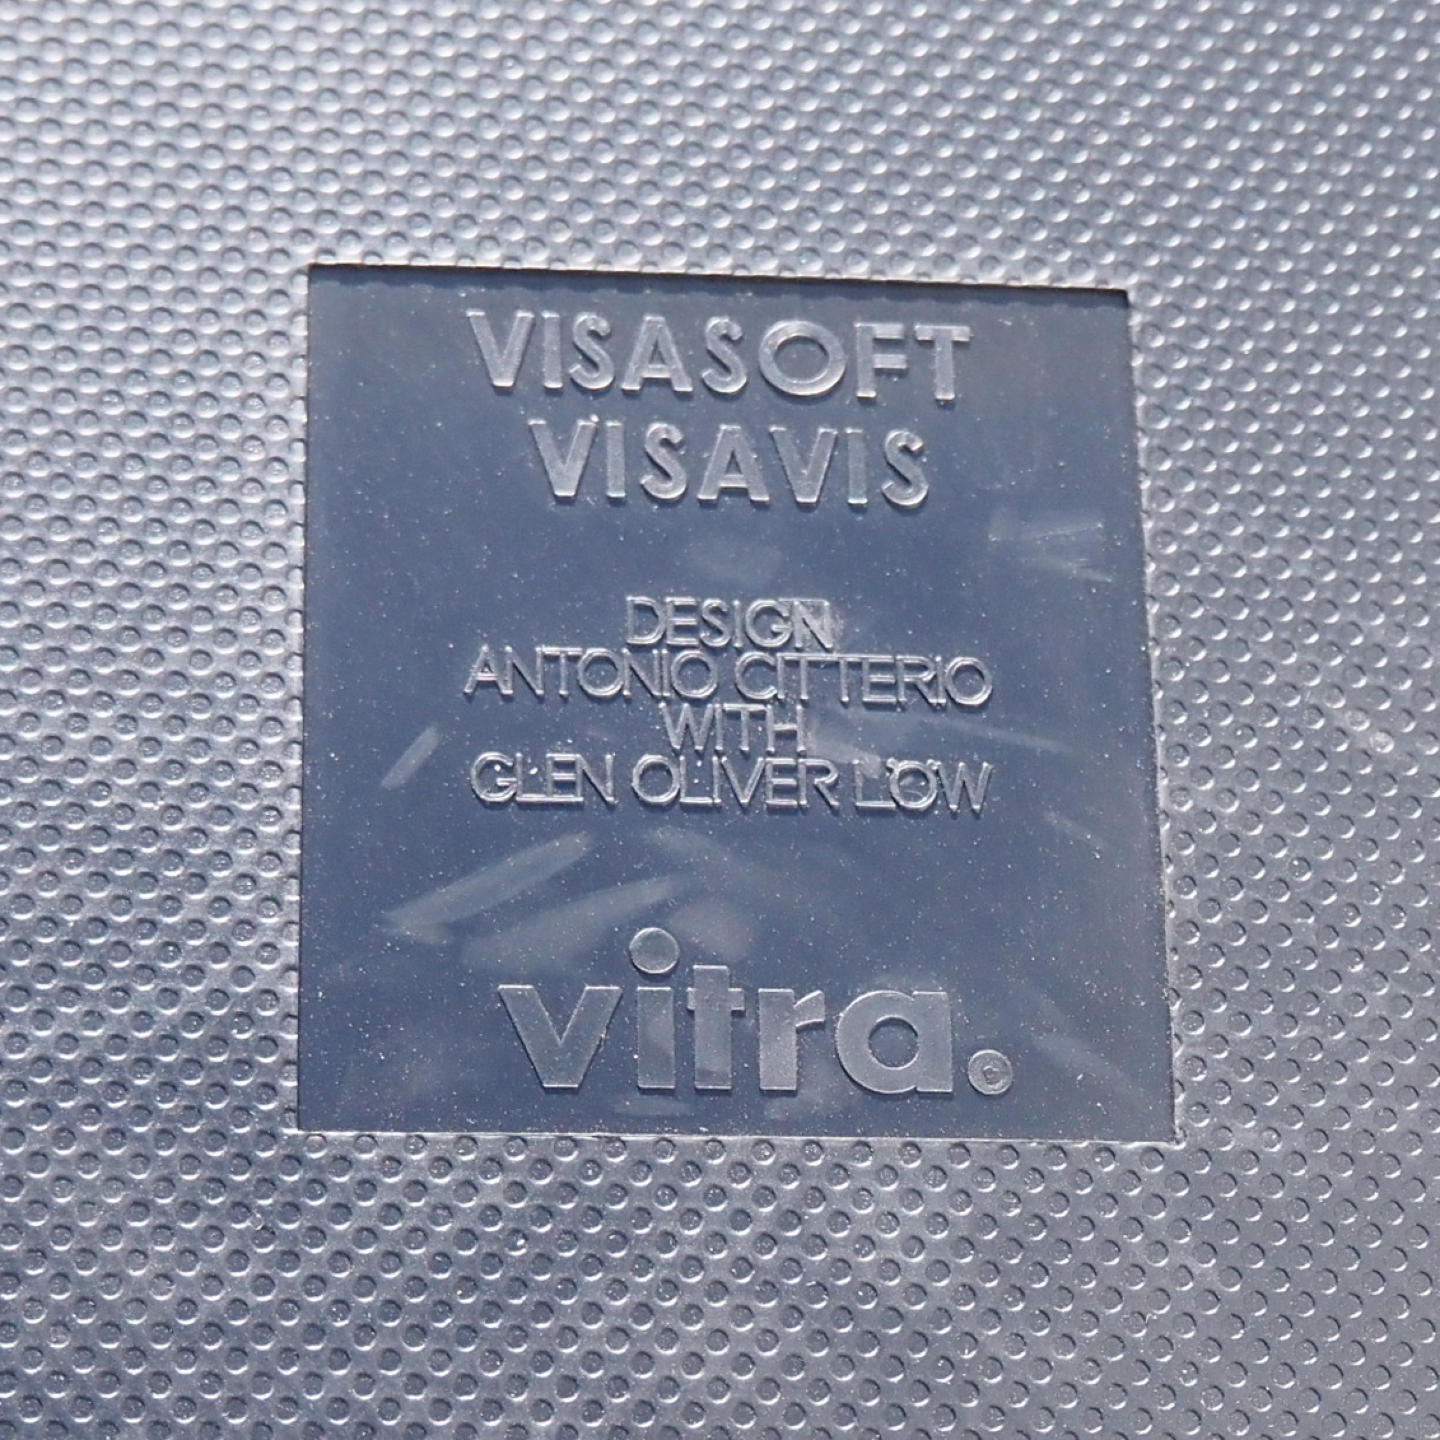 VISASOFT
VISAVIS
DESIGN
ANTONIO CITTERIO
WITH
GLEN OLIVER LÖW
vitra.